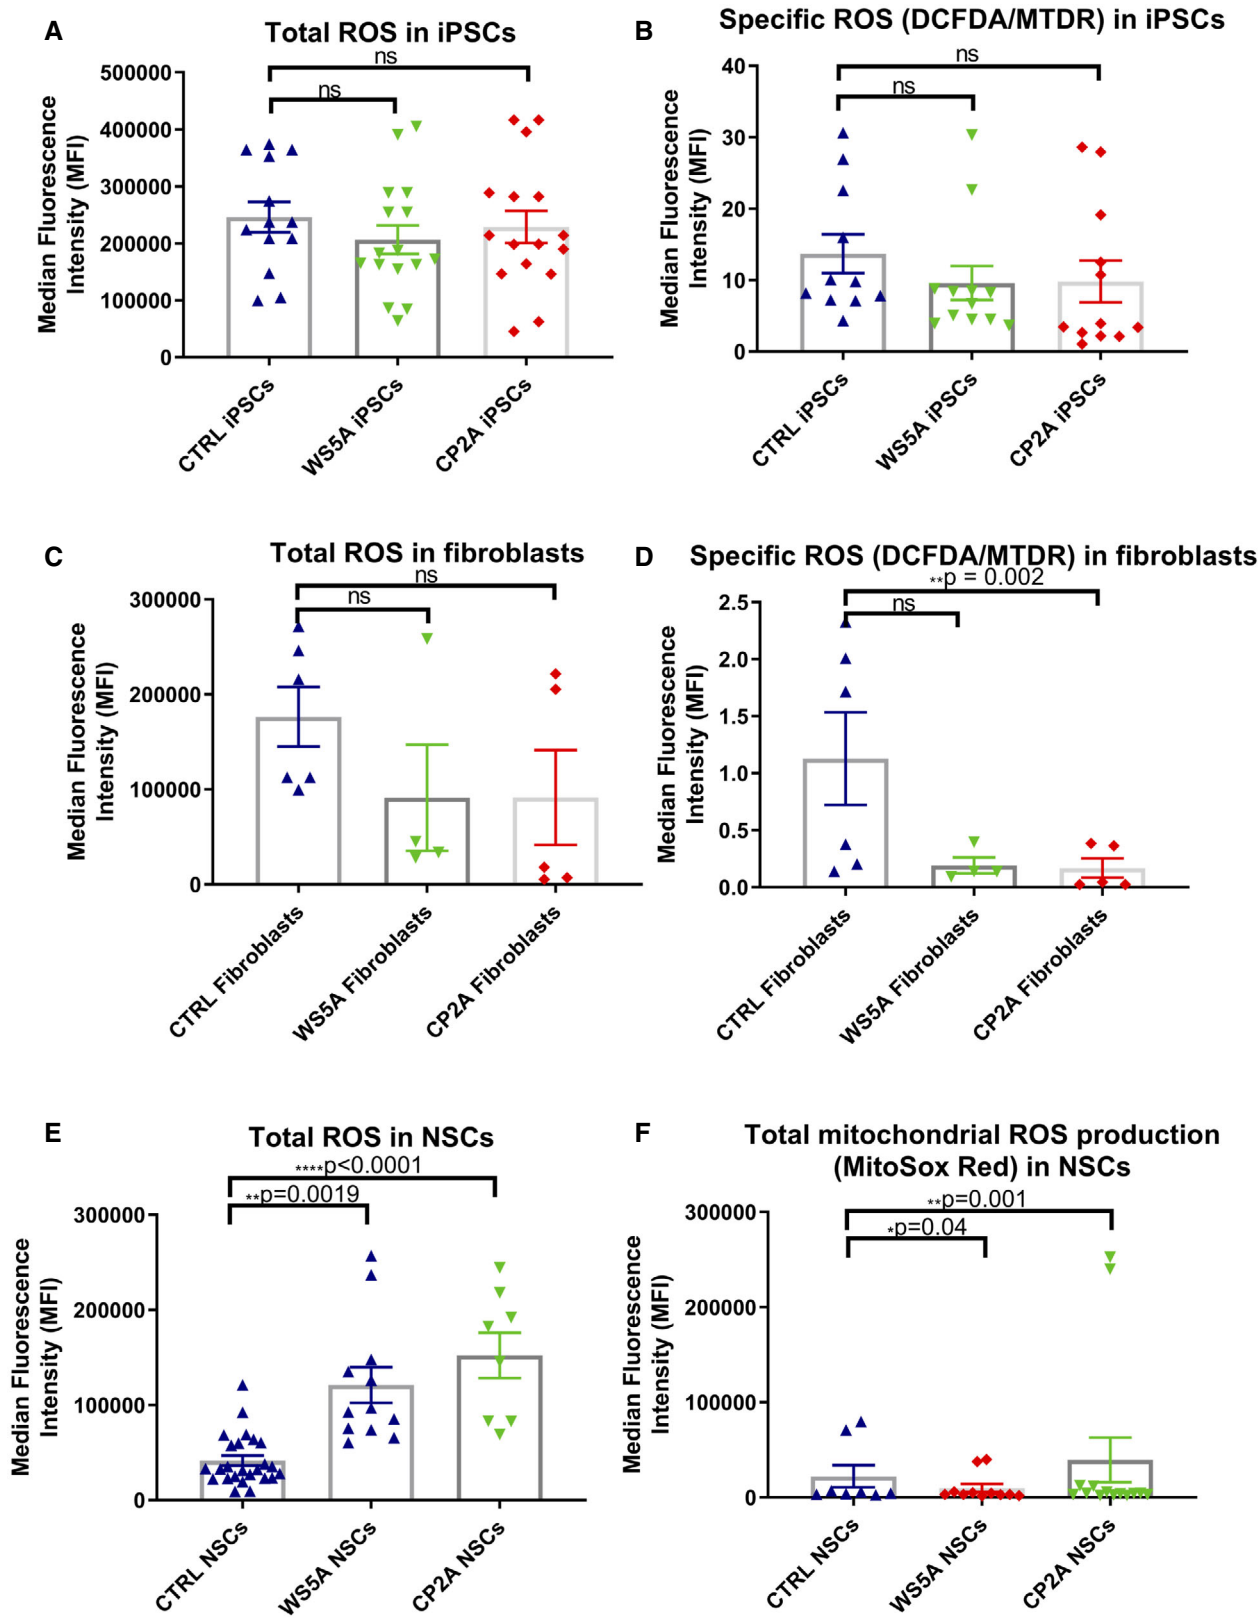 A
Total ROS in iPSCs
ns
ns
Median Fluorescence
Intensity (MFI)
500000
400000
300000
200000
100000
0
CTRL iPSCs
WS5A iPSCs
CP2A iPSCs
B
Specific ROS (DCFDA/MTDR) in iPSCs
ns
ns
Median Fluorescence
Intensity (MFI)
40
30
20
10
0
CTRL iPSCs
WS5A iPSCs
CP2A iPSCs
C
Total ROS in fibroblasts
ns
ns
Median Fluorescence
Intensity (MFI)
300000
200000
100000
0
CTRL Fibroblasts
WS5A Fibroblasts
CP2A Fibroblasts
D
Specific ROS (DCFDA/MTDR) in fibroblasts
**p = 0.002
ns
Median Fluorescence
Intensity (MFI)
2.5
2.0
1.5
1.0
0.5
0.0
CTRL Fibroblasts
WS5A Fibroblasts
CP2A Fibroblasts
E
Total ROS in NSCs
****p<0.0001
**p=0.0019
Median Fluorescence
Intensity (MFI)
300000
200000
100000
0
CTRL NSCs
WS5A NSCs
CP2A NSCs
F
Total mitochondrial ROS production
(MitoSox Red) in NSCs
**p=0.001
*p=0.04
Median Fluorescence
Intensity (MFI)
300000
200000
100000
0
CTRL NSCs
WS5A NSCs
CP2A NSCs